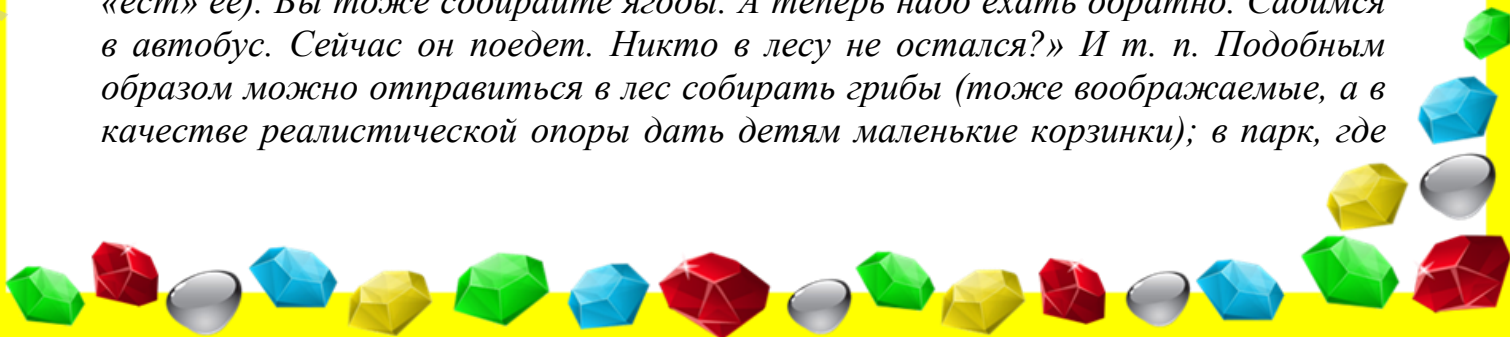 «ест» ее). Вы тоже собирайте ягоды. А теперь надо ехать обратно. Садимся
в автобус. Сейчас он поедет. Никто в лесу не остался?» И т. п. Подобным
образом можно отправиться в лес собирать грибы (тоже воображаемые, а в
качестве реалистической опоры дать детям маленькие корзинки); в парк, где